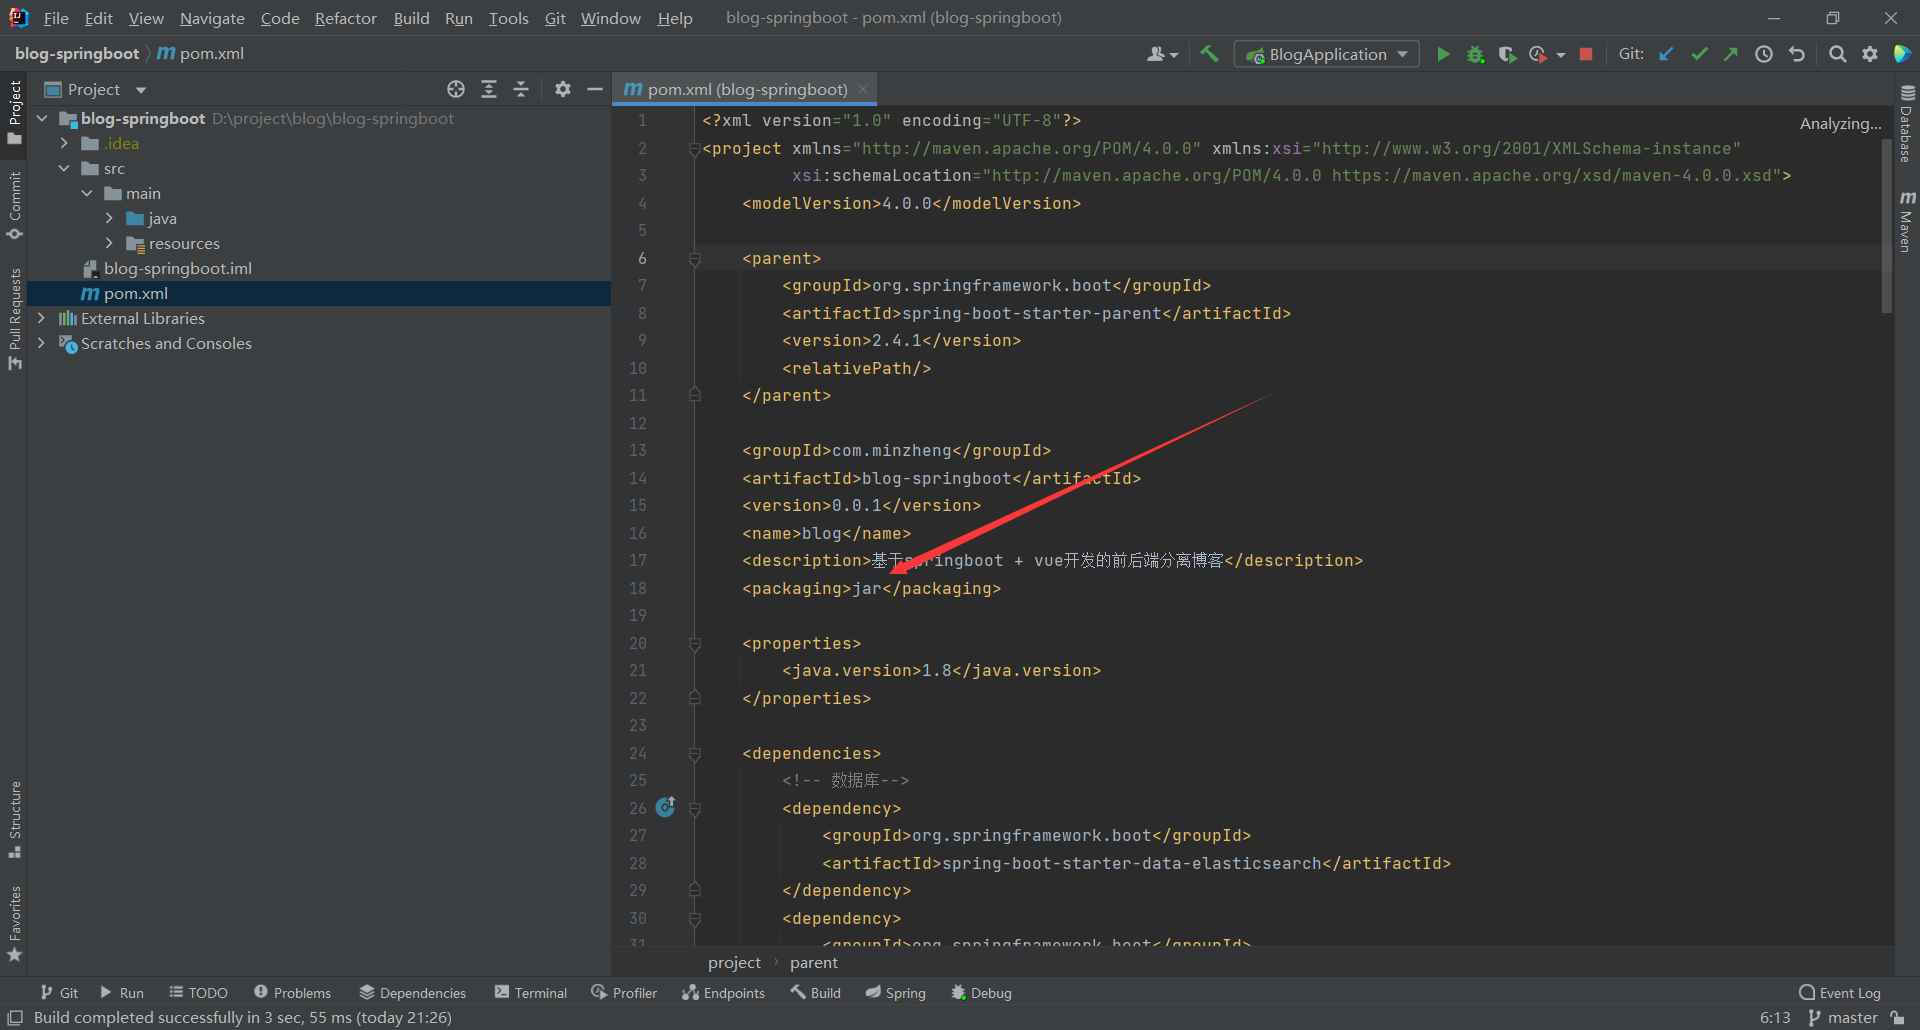 File Edit View Navigate Code Refactor Build Run Tools Git Window Help blog-springboot - pom.xml (blog-springboot)
blog-springboot pom.xml BlogApplication Git:
Project
pom.xml (blog-springboot)
Project
Commit
Pull Requests
Structure
Favorites
blog-springboot D:\project\blog\blog-springboot
.idea
src
main
java
resources
blog-springboot.iml
pom.xml
External Libraries
Scratches and Consoles
Analyzing...
1 <?xml version="1.0" encoding="UTF-8"?>
2 <project xmlns="http://maven.apache.org/POM/4.0.0" xmlns:xsi="http://www.w3.org/2001/XMLSchema-instance"
3 xsi:schemaLocation="http://maven.apache.org/POM/4.0.0 https://maven.apache.org/xsd/maven-4.0.0.xsd">
4 <modelVersion>4.0.0</modelVersion>
5
6 <parent>
7 <groupId>org.springframework.boot</groupId>
8 <artifactId>spring-boot-starter-parent</artifactId>
9 <version>2.4.1</version>
10 <relativePath/>
11 </parent>
12
13 <groupId>com.minzheng</groupId>
14 <artifactId>blog-springboot</artifactId>
15 <version>0.0.1</version>
16 <name>blog</name>
17 <description>基于springboot + vue开发的前后端分离博客</description>
18 <packaging>jar</packaging>
19
20 <properties>
21 <java.version>1.8</java.version>
22 </properties>
23
24 <dependencies>
25 <!-- 数据库-->
26 <dependency>
27 <groupId>org.springframework.boot</groupId>
28 <artifactId>spring-boot-starter-data-elasticsearch</artifactId>
29 </dependency>
30 <dependency>
31 <groupId>org.springframework.boot</groupId>
Database
Maven
project parent
Git Run TODO Problems Dependencies Terminal Profiler Endpoints Build Spring Debug Event Log
Build completed successfully in 3 sec, 55 ms (today 21:26) 6:13 master